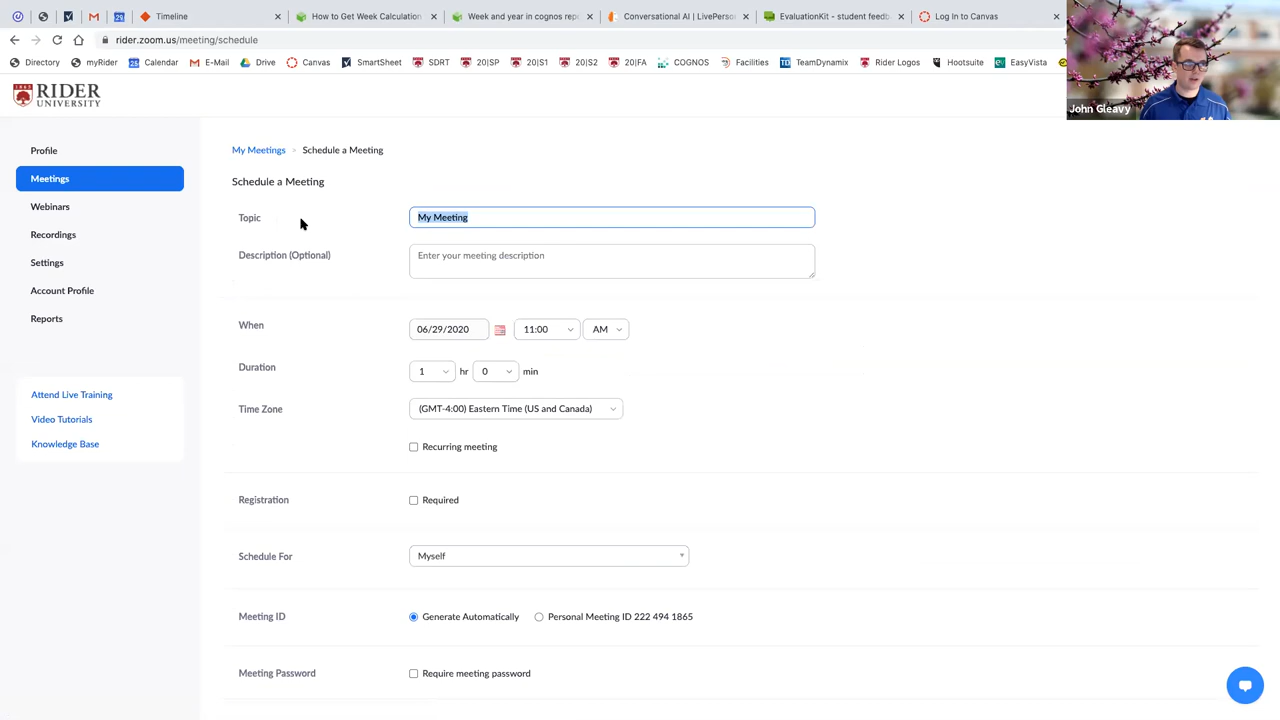 Timeline × How to Get Week Calculation × Week and year in cognos rep × Conversational AI | LivePerso × EvaluationKit - student feedb × Log In to Canvas ×
rider.zoom.us/meeting/schedule
Directory myRider Calendar E-Mail Drive Canvas SmartSheet SDRT 20|SP 20|S1 20|S2 20|FA COGNOS Facilities TeamDynamix Rider Logos Hootsuite EasyVista
RIDER
UNIVERSITY
John Gleavy
Profile
Meetings
Webinars
Recordings
Settings
Account Profile
Reports
Attend Live Training
Video Tutorials
Knowledge Base
My Meetings > Schedule a Meeting
Schedule a Meeting
Topic My Meeting
Description (Optional) Enter your meeting description
When 06/29/2020 11:00 AM
Duration 1 hr 0 min
Time Zone (GMT-4:00) Eastern Time (US and Canada)
Recurring meeting
Registration Required
Schedule For Myself
Meeting ID Generate Automatically Personal Meeting ID 222 494 1865
Meeting Password Require meeting password